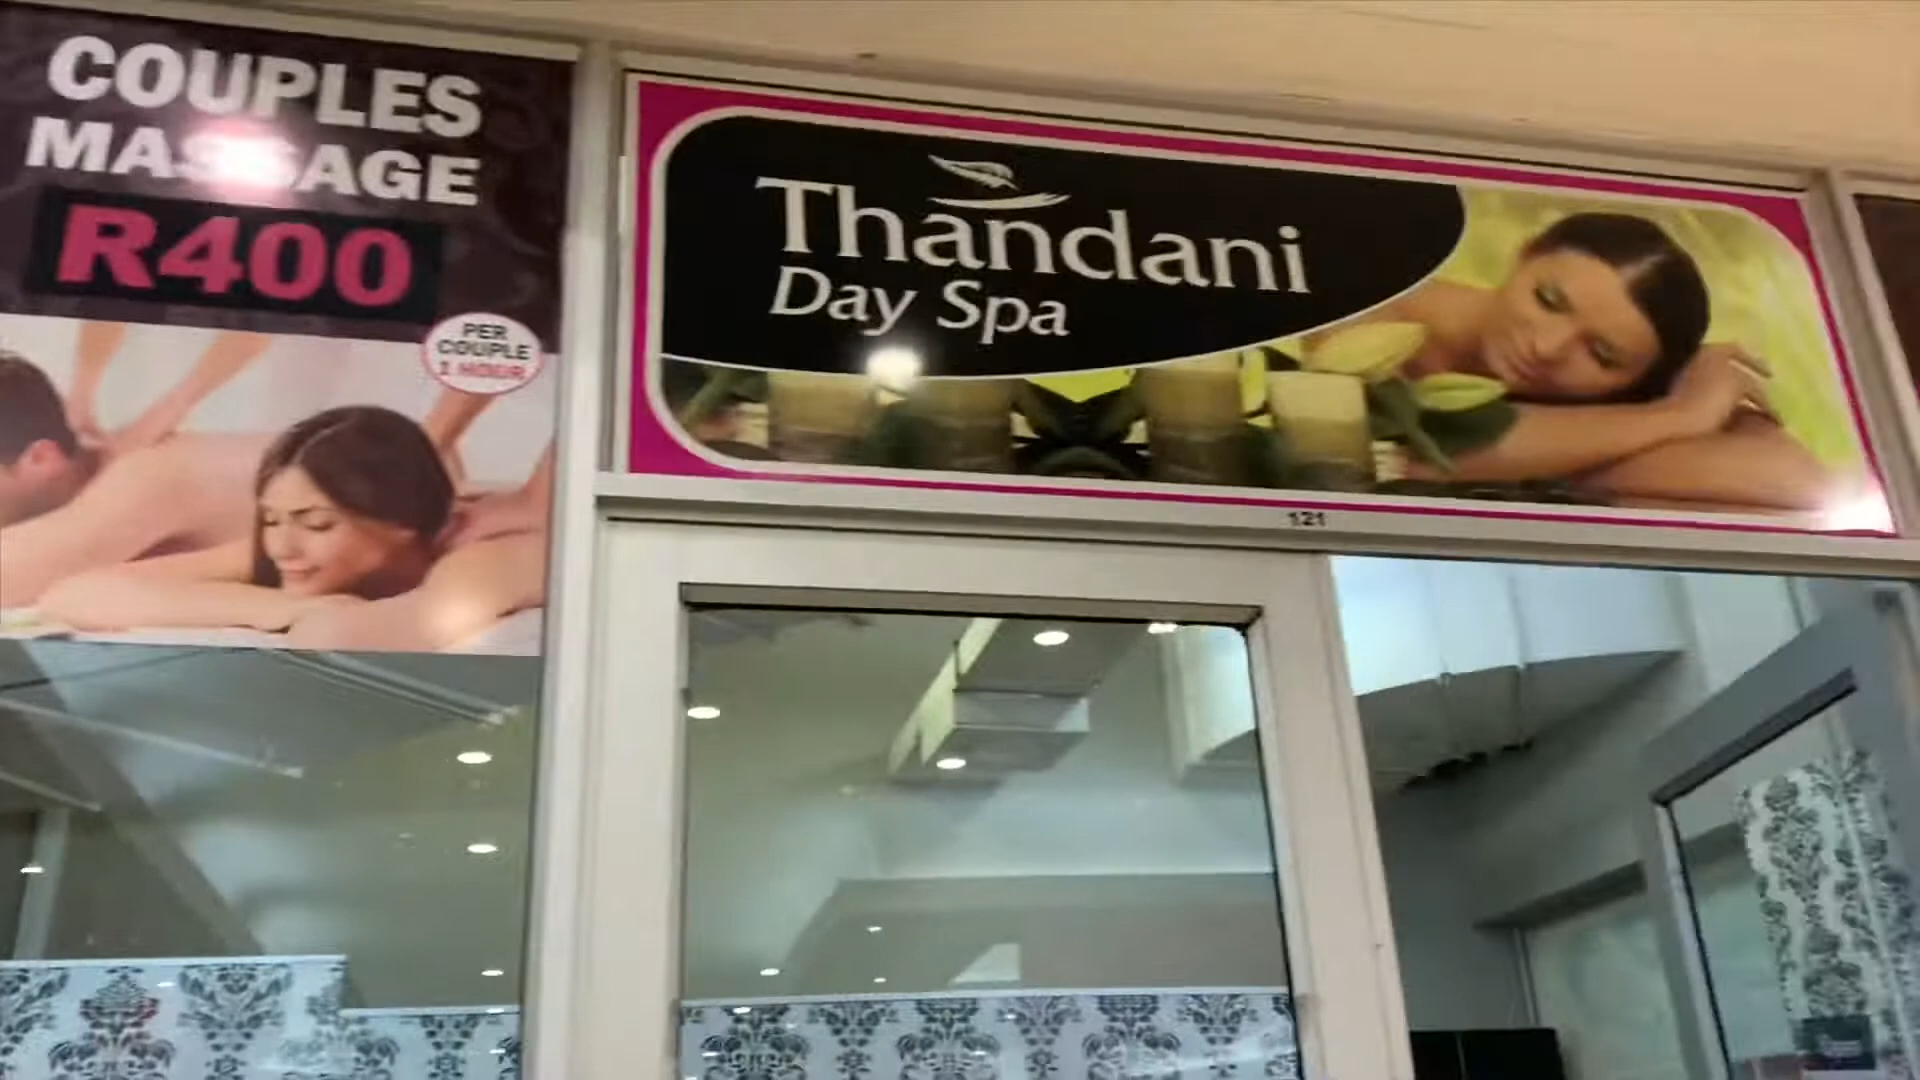 COUPLES
MASSAGE
R400
PER
COUPLE
1 HOUR
Thandani
Day Spa
121